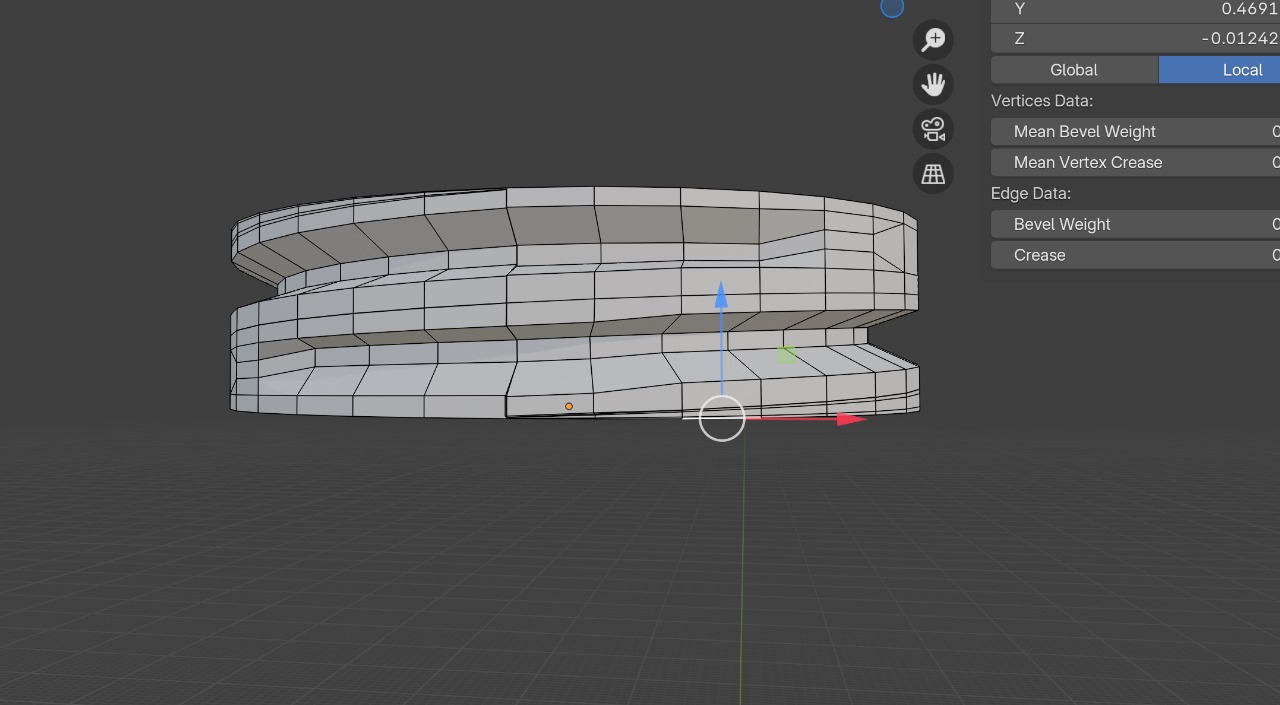 Y 0.4691
Z -0.01242
Global Local
Vertices Data:
Mean Bevel Weight 0
Mean Vertex Crease 0
Edge Data:
Bevel Weight 0
Crease 0